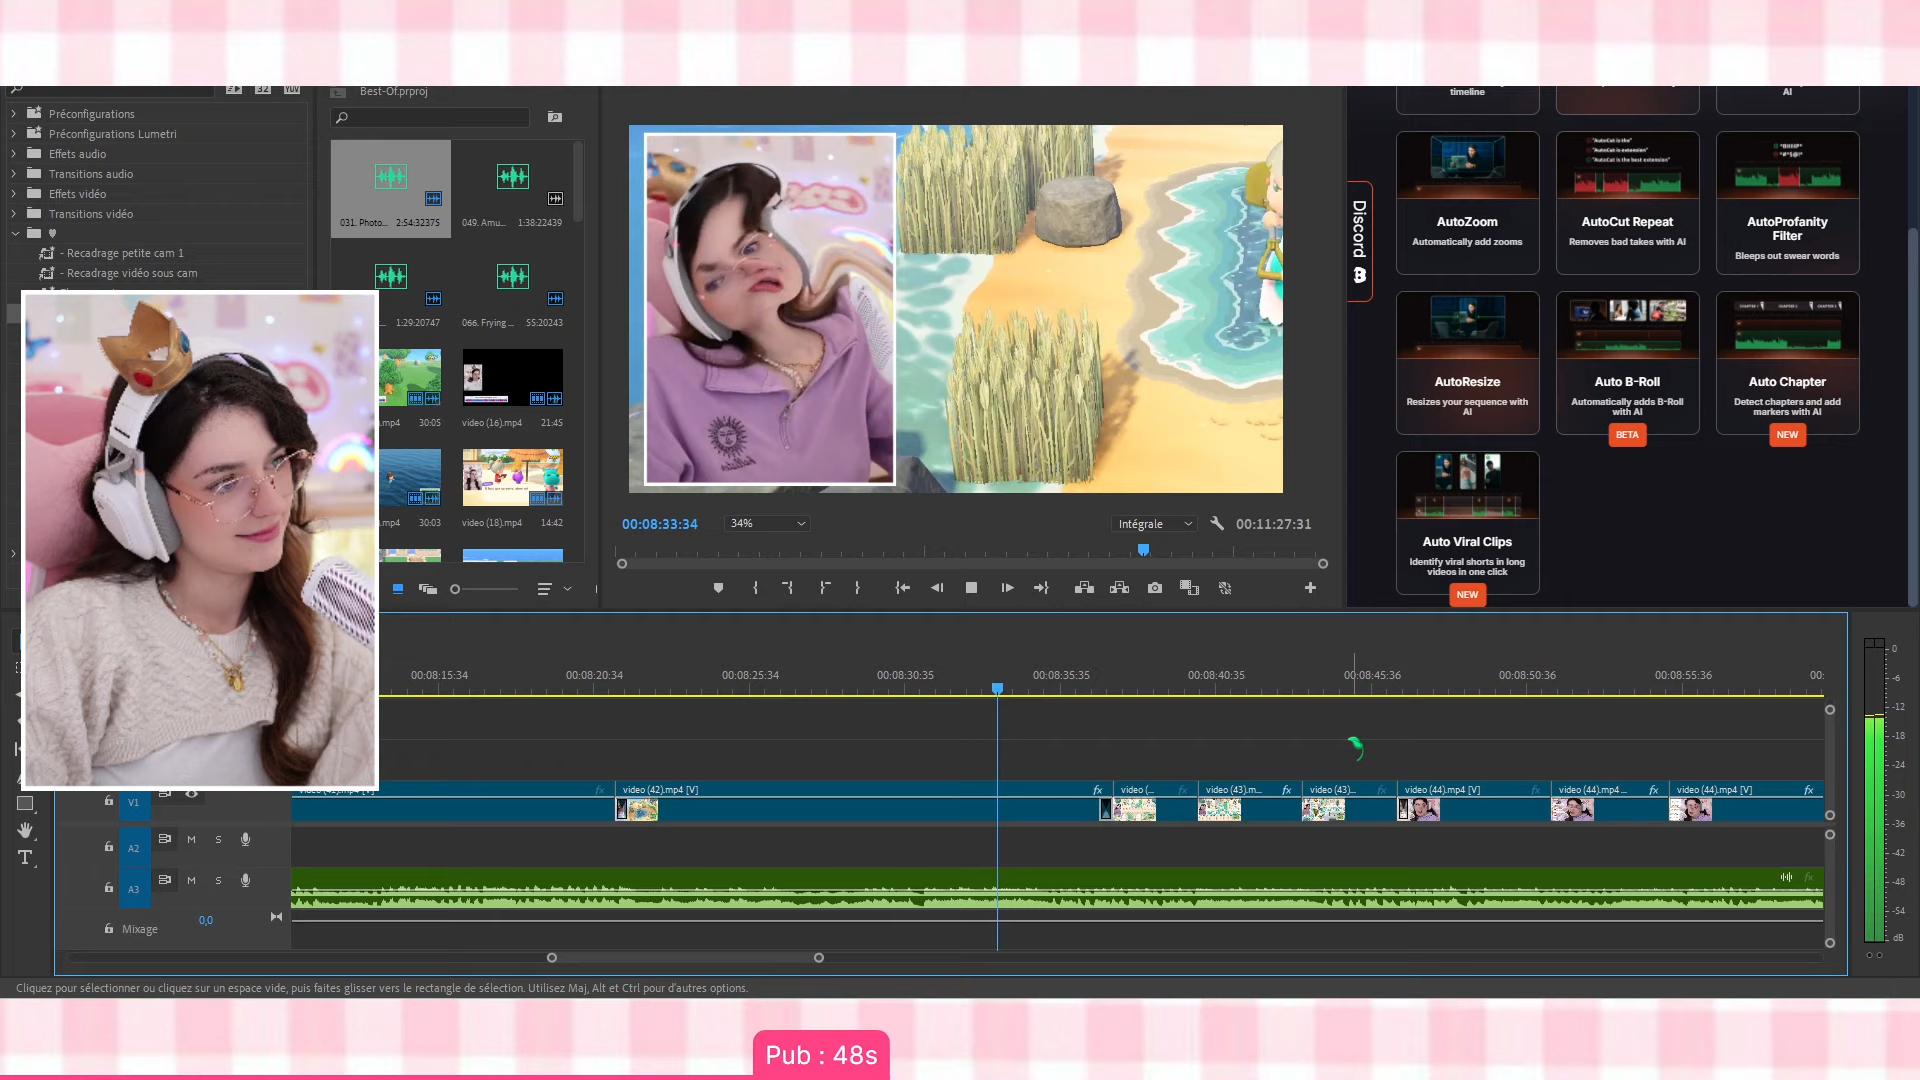 Best-Of.prproj
Préconfigurations
Préconfigurations Lumetri
Effets audio
Transitions audio
Effets vidéo
Transitions vidéo
- Recadrage petite cam 1
- Recadrage vidéo sous cam
031. Photo... 2:54:32375
049. Amu... 1:38:22439
1:29:20747
066. Frying ... 55:20243
.mp4 30:05
video (16).mp4 21:45
.mp4 30:03
video (18).mp4 14:42
00:08:33:34
34%
Intégrale
00:11:27:31
Discord
timeline
AI
AutoZoom
Automatically add zooms
AutoCut Repeat
Removes bad takes with AI
AutoProfanity Filter
Bleeps out swear words
AutoResize
Resizes your sequence with AI
Auto B-Roll
Automatically adds B-Roll with AI
BETA
Auto Chapter
Detect chapters and add markers with AI
NEW
Auto Viral Clips
Identify viral shorts in long videos in one click
NEW
00:08:15:34 00:08:20:34 00:08:25:34 00:08:30:35 00:08:35:35 00:08:40:35 00:08:45:36 00:08:50:36 00:08:55:36 00:
video (42).mp4 [V] fx
video (... fx
video (43).m... fx
video (43)... fx
video (44).mp4 [V] fx
video (44).mp4 ... fx
video (44).mp4 [V] fx
V1
A2 M S
A3 M S
Mixage 0,0
0
-6
-12
-18
-24
-30
-36
-42
-48
-54
dB
Cliquez pour sélectionner ou cliquez sur un espace vide, puis faites glisser vers le rectangle de sélection. Utilisez Maj, Alt et Ctrl pour d'autres options.
Pub : 48s